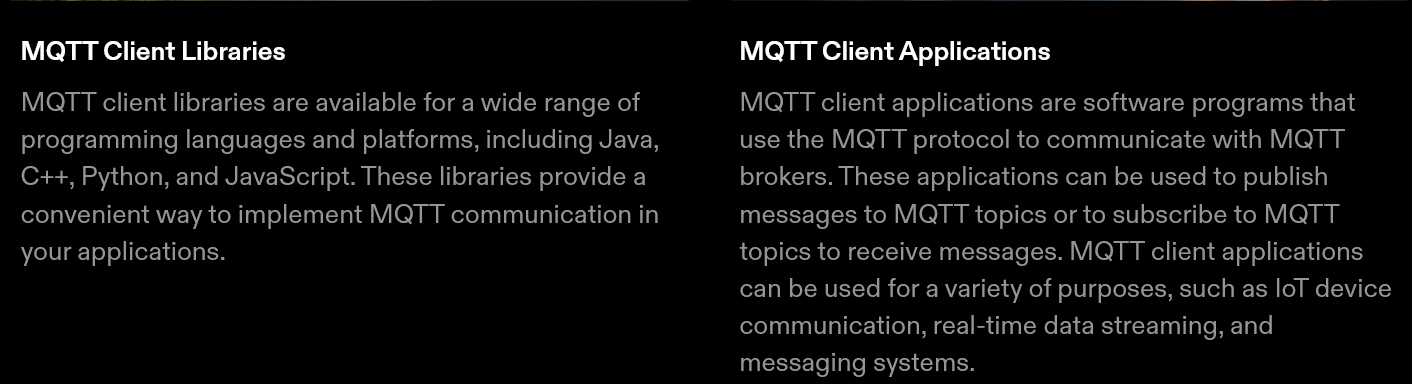 MQTT Client Libraries
MQTT client libraries are available for a wide range of
programming languages and platforms, including Java,
C++, Python, and JavaScript. These libraries provide a
convenient way to implement MQTT communication in
your applications.
MQTT Client Applications
MQTT client applications are software programs that
use the MQTT protocol to communicate with MQTT
brokers. These applications can be used to publish
messages to MQTT topics or to subscribe to MQTT
topics to receive messages. MQTT client applications
can be used for a variety of purposes, such as IoT device
communication, real-time data streaming, and
messaging systems.